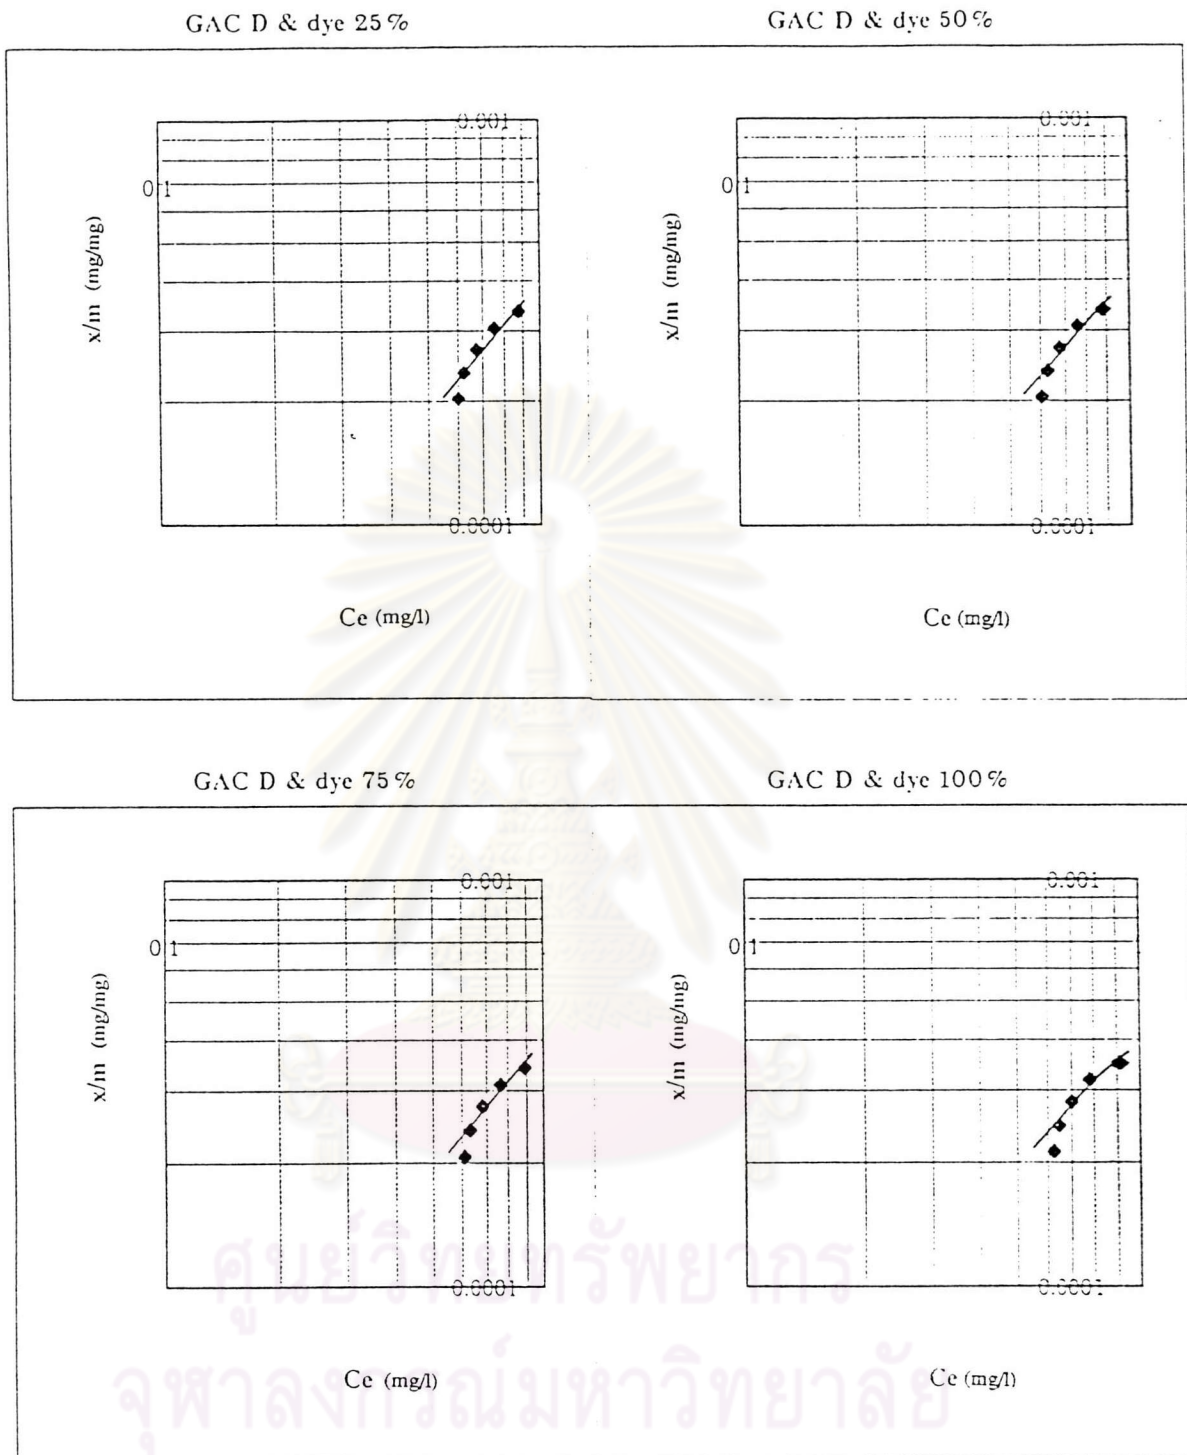 GAC D & dye 25%
GAC D & dye 50%
0.001
0.1
x/m (mg/mg)
0.0001
Ce (mg/l)
0.001
0.1
x/m (mg/mg)
0.0001
Ce (mg/l)
GAC D & dye 75%
GAC D & dye 100%
0.001
0.1
x/m (mg/mg)
0.0001
Ce (mg/l)
0.001
0.1
x/m (mg/mg)
0.0001
Ce (mg/l)
ศูนย์วิทยทรัพยากร
จุฬาลงกรณ์มหาวิทยาลัย